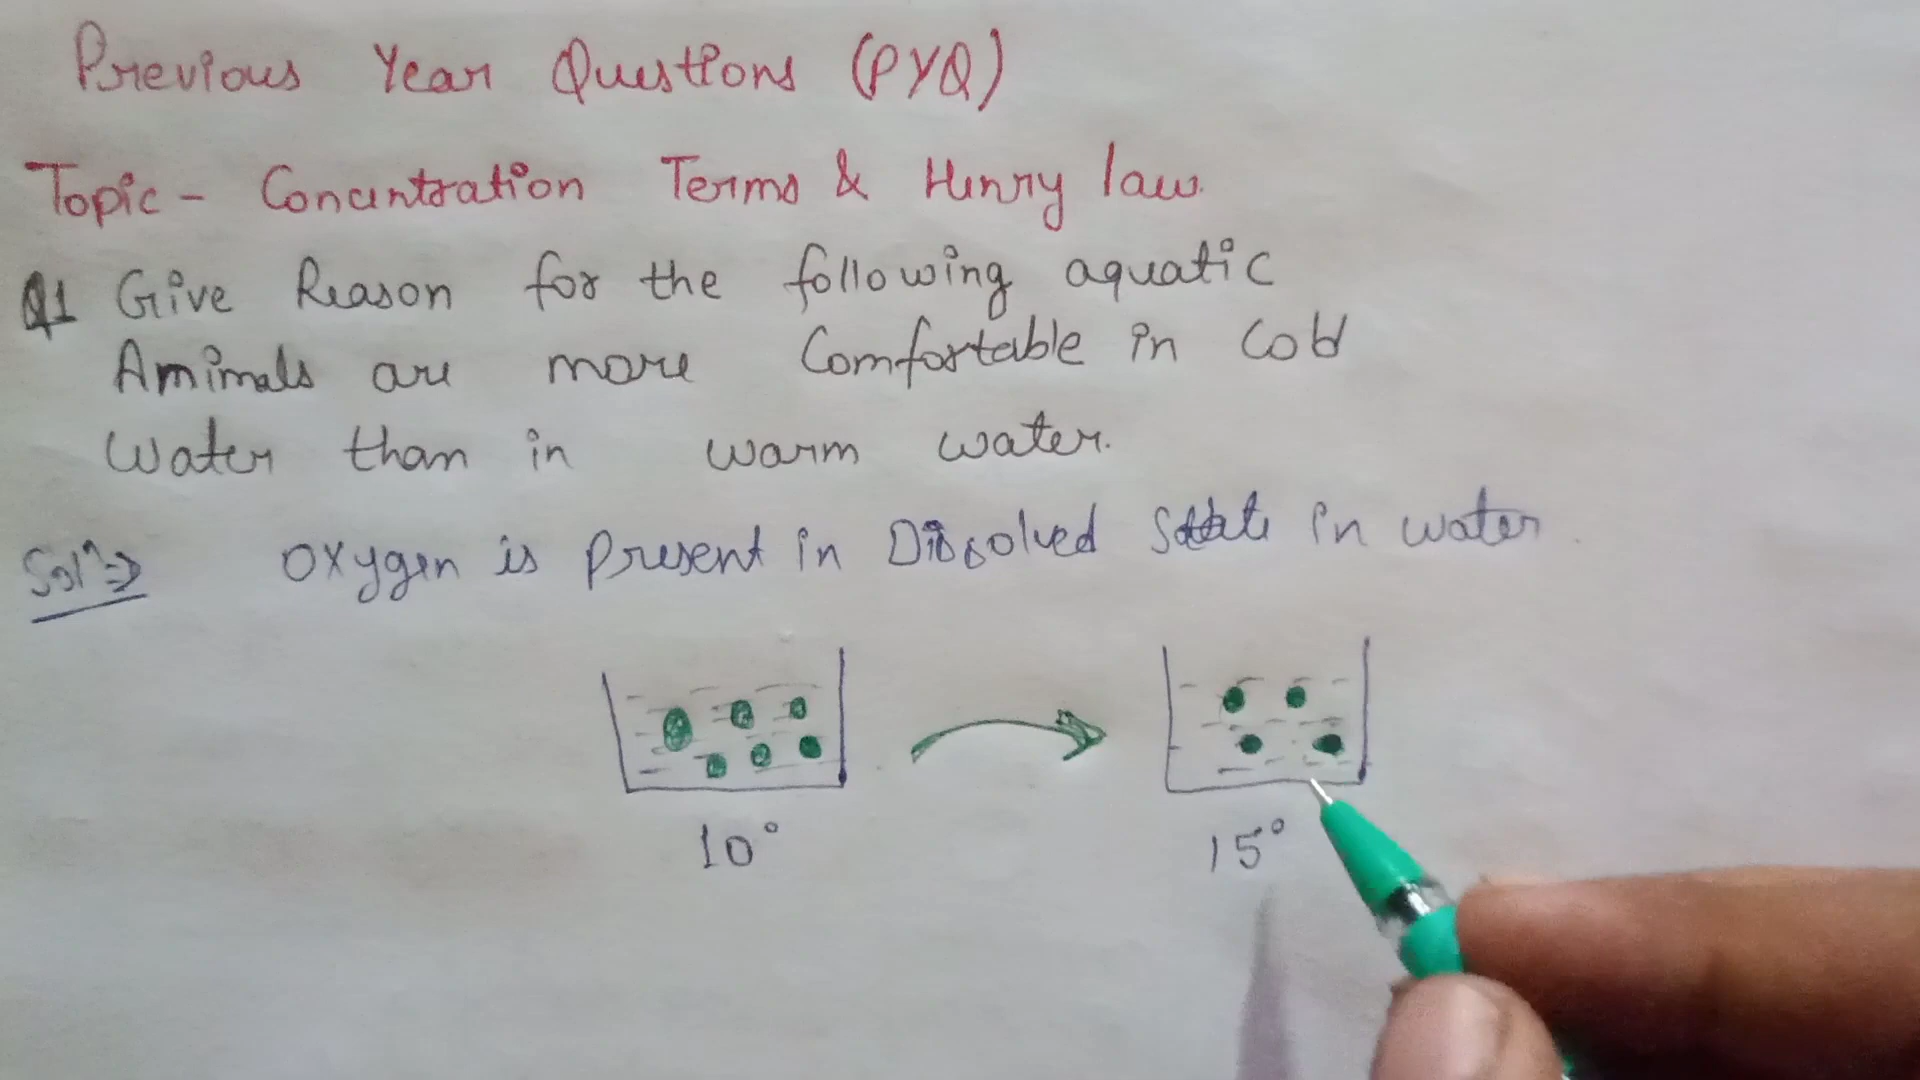 Previous Year Questions (PYQ)
Topic - Concentration Terms & Henry law.
Q1 Give Reason for the following aquatic
Animals are more Comfortable in Cold
Water than in warm water.
Solⁿ⇒ Oxygen is Present in Dissolved State in water.
10° 15°